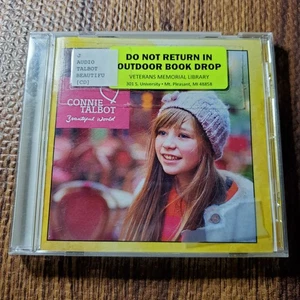 J
AUDIO
TALBOT
BEAUTIFU
[CD]
DO NOT RETURN IN
OUTDOOR BOOK DROP
VETERANS MEMORIAL LIBRARY
301 S. University • Mt. Pleasant, MI 48858
CONNIE
TALBOT
Beautiful World